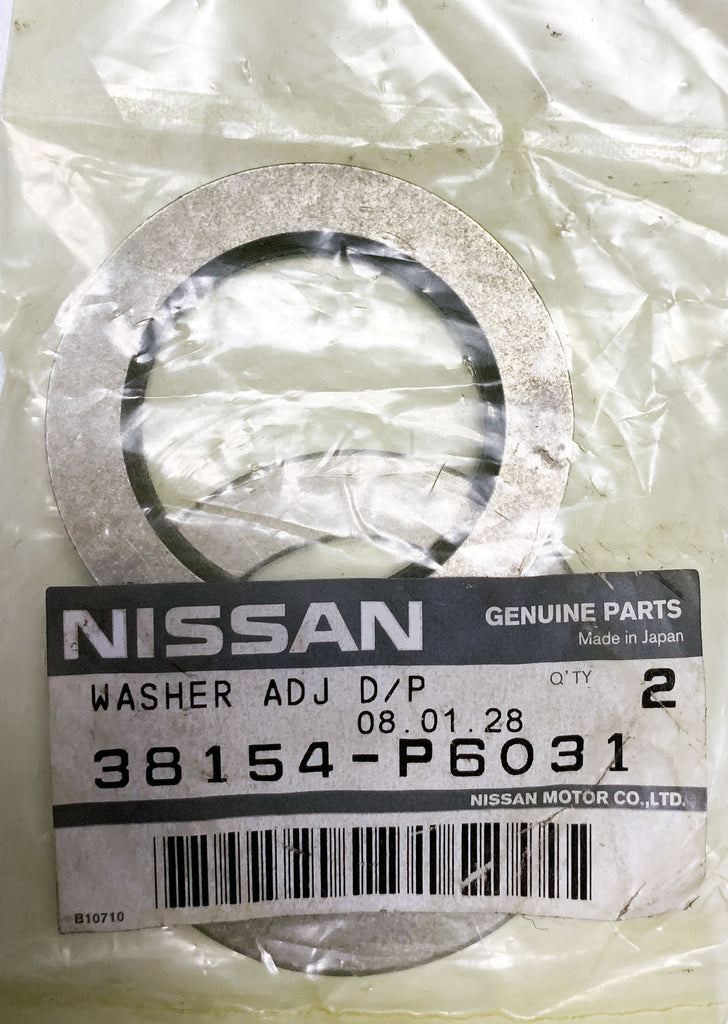 NISSAN
GENUINE PARTS
Made in Japan
WASHER ADJ D/P
Q'TY 2
08.01.28
38154-P6031
NISSAN MOTOR CO.,LTD.
B10710